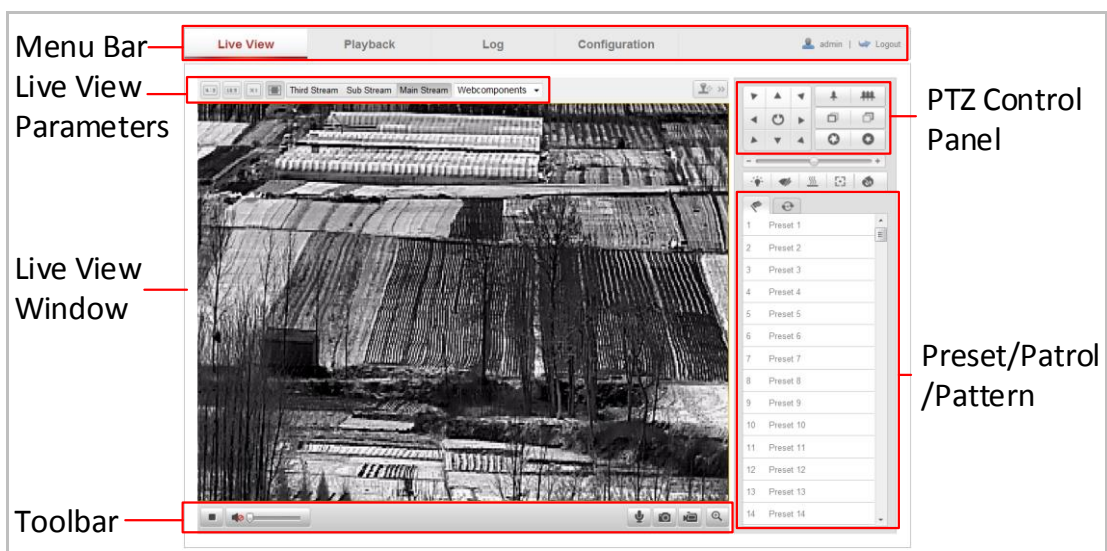 Menu Bar
Live View Playback Log Configuration admin | Logout
Live View
Parameters
Third Stream Sub Stream Main Stream Webcomponents
PTZ Control
Panel
Live View
Window
1 Preset 1
2 Preset 2
3 Preset 3
4 Preset 4
5 Preset 5
6 Preset 6
7 Preset 7
8 Preset 8
9 Preset 9
10 Preset 10
11 Preset 11
12 Preset 12
13 Preset 13
14 Preset 14
Preset/Patrol
/Pattern
Toolbar